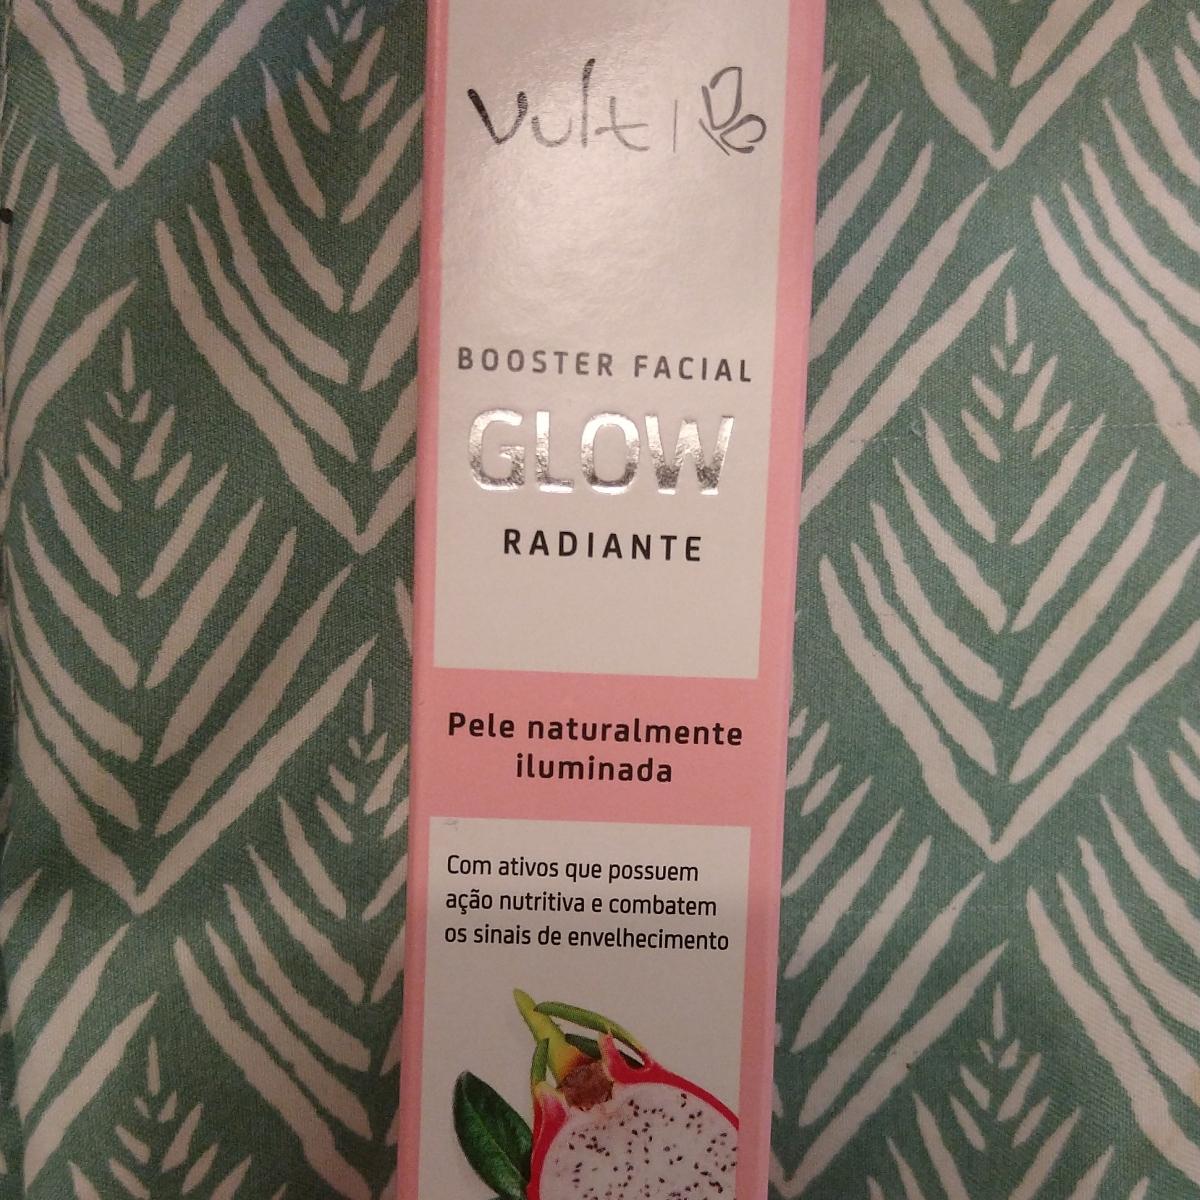 Vult
BOOSTER FACIAL
GLOW
RADIANTE
Pele naturalmente
iluminada
Com ativos que possuem
ação nutritiva e combatem
os sinais de envelhecimento